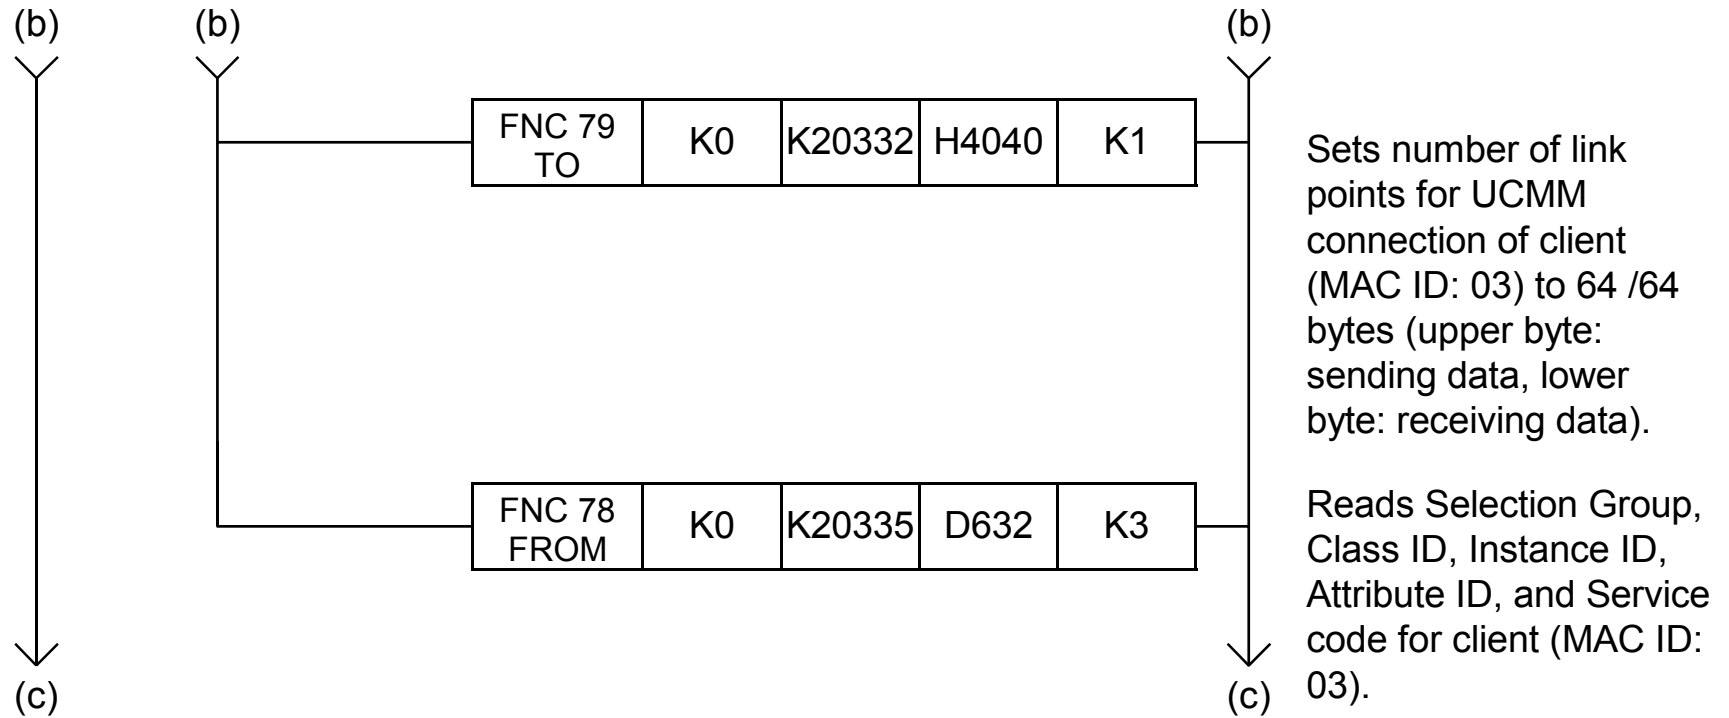 (b) (b) (b)
FNC 79
TO
K0
K20332
H4040
K1
Sets number of link
points for UCMM
connection of client
(MAC ID: 03) to 64 /64
bytes (upper byte:
sending data, lower
byte: receiving data).
FNC 78
FROM
K0
K20335
D632
K3
Reads Selection Group,
Class ID, Instance ID,
Attribute ID, and Service
code for client (MAC ID:
03).
(c) (c)